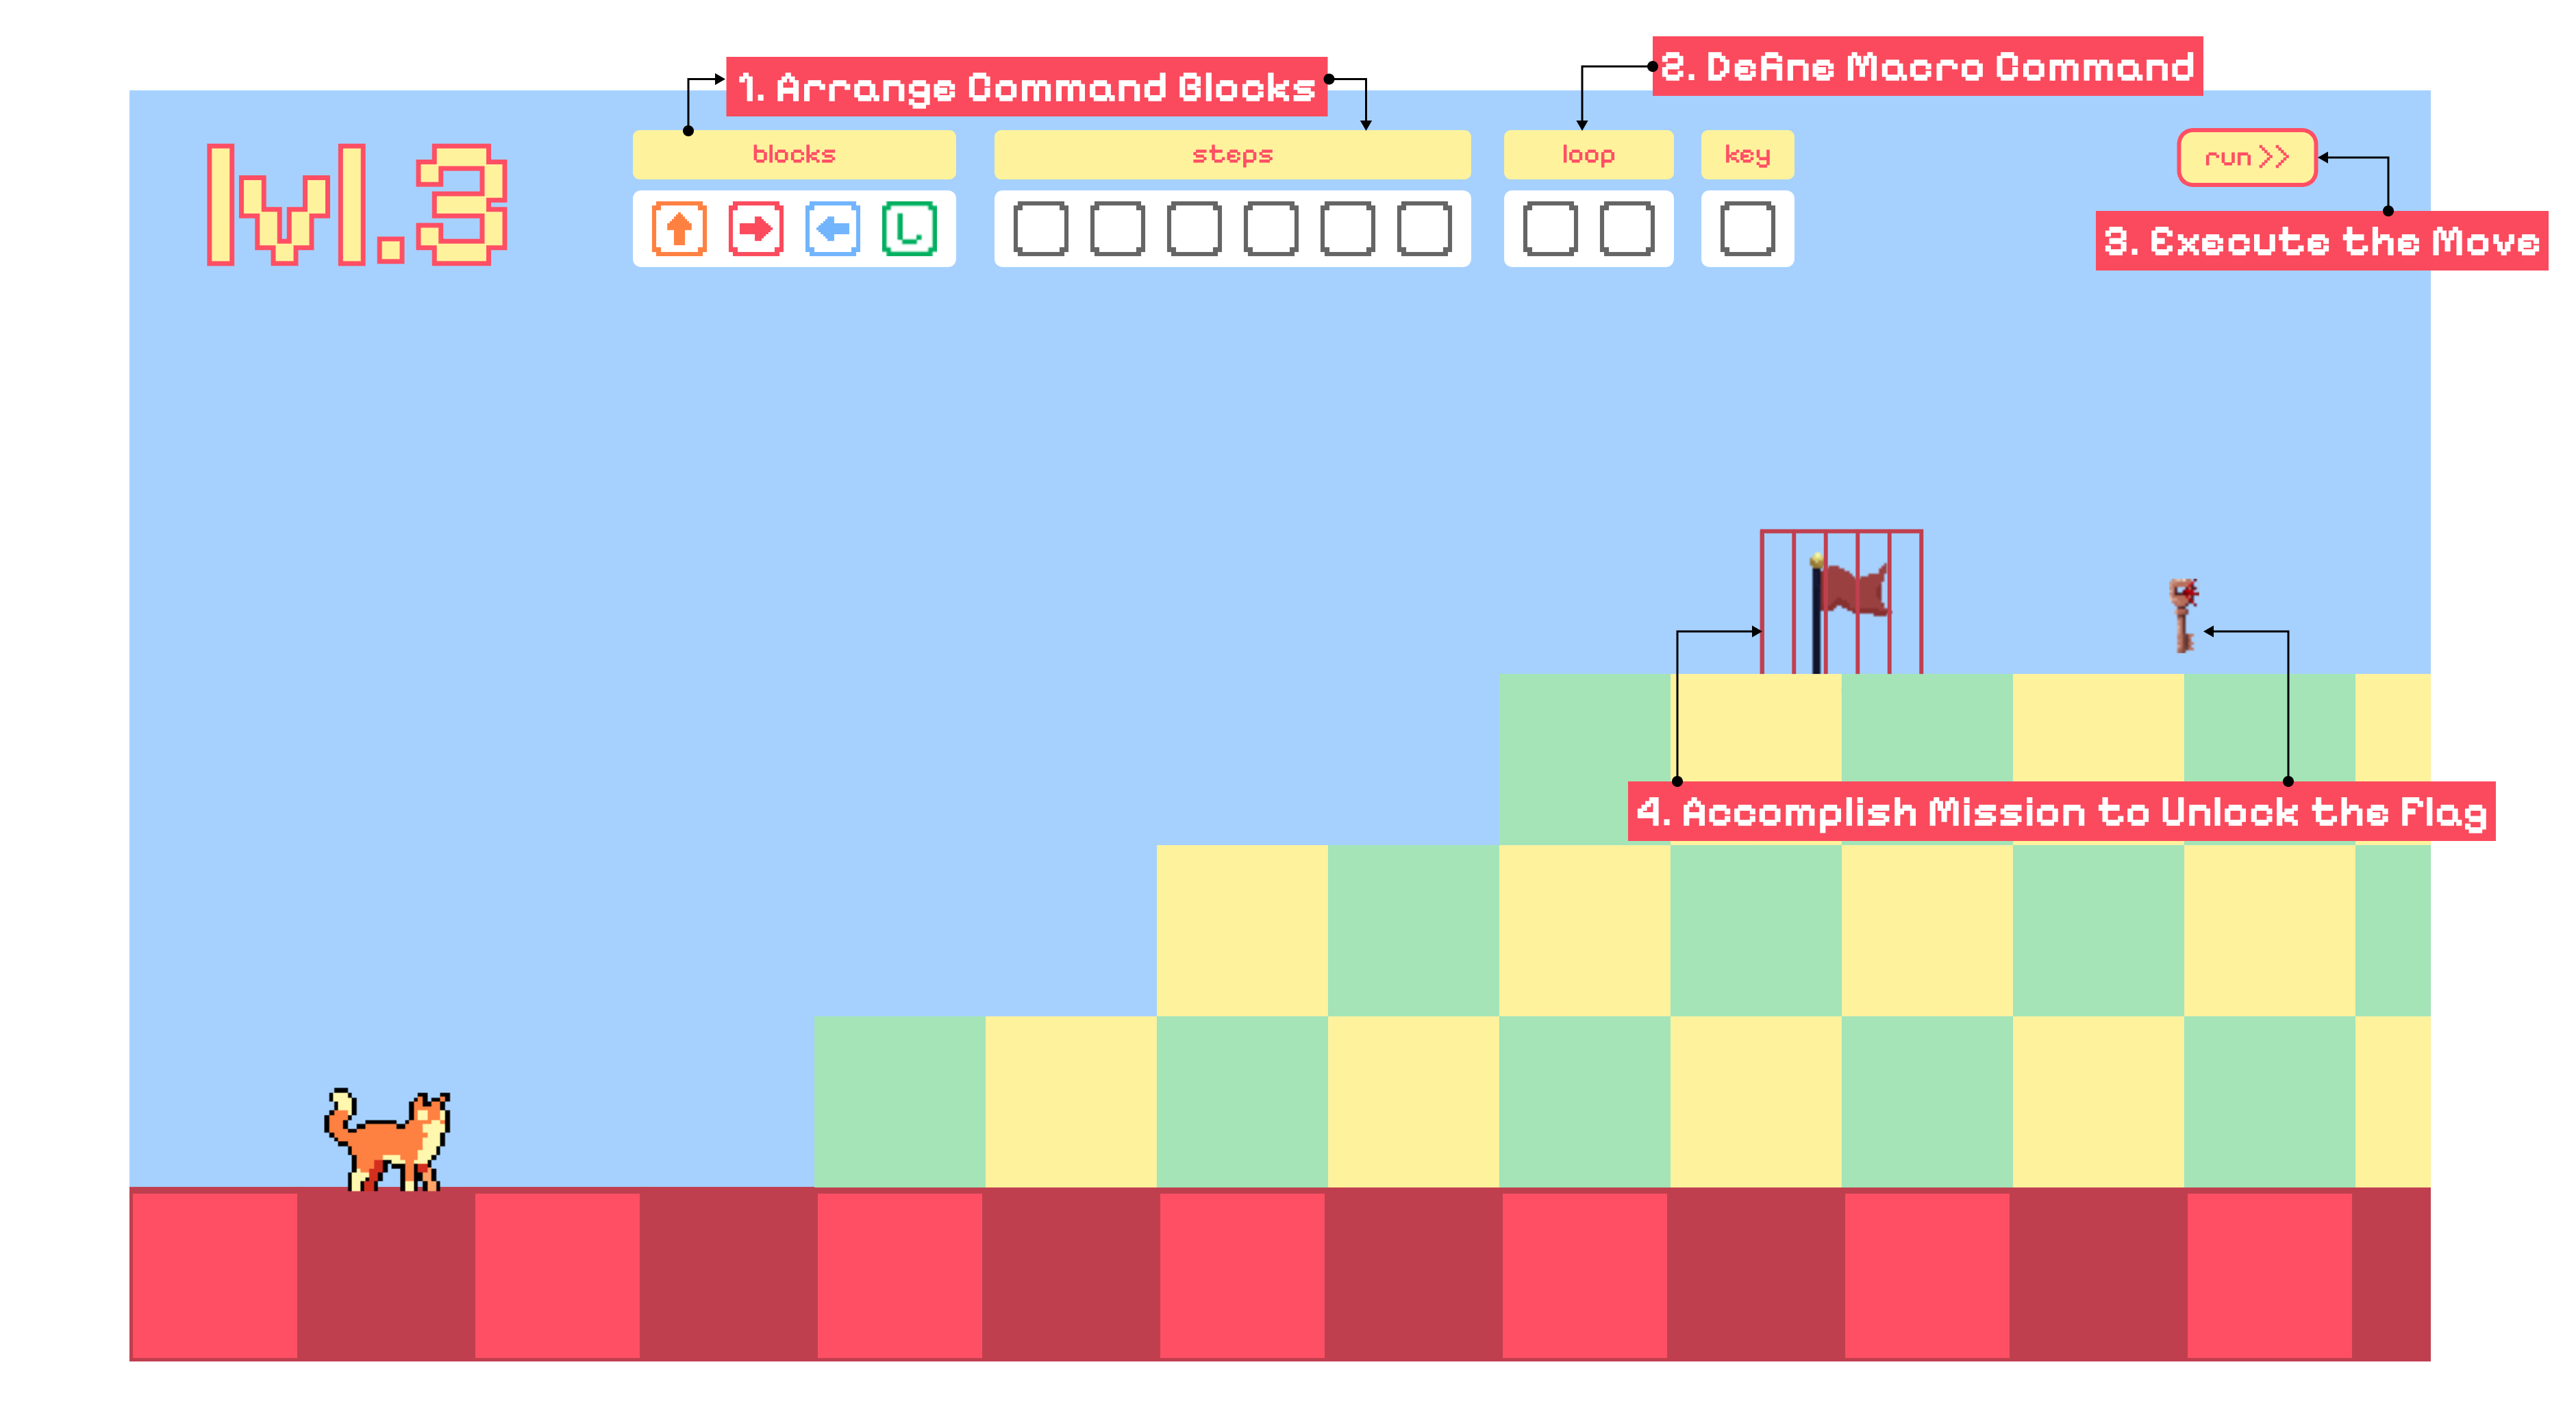 1. Arrange Command Blocks
2. Define Macro Command
lvl.3
blocks
steps
loop
key
run >>
L
3. Execute the Move
4. Accomplish Mission to Unlock the Flag